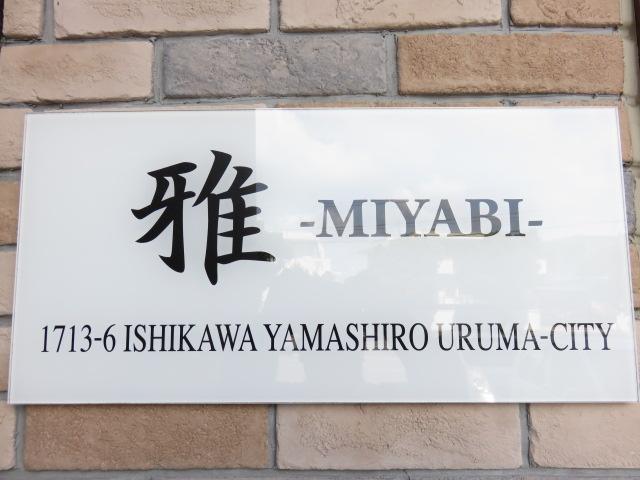 雅 -MIYABI-
1713-6 ISHIKAWA YAMASHIRO URUMA-CITY